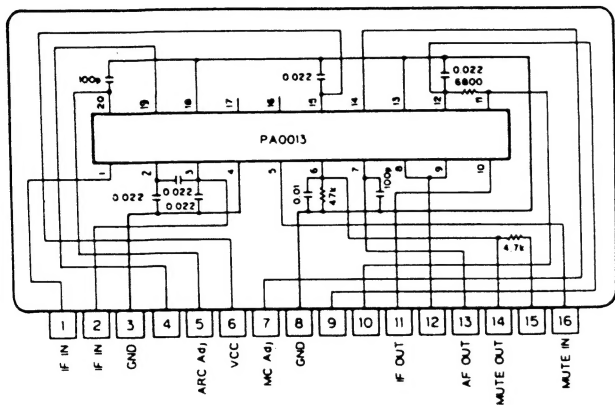 100p
0.022
0.022
6800
20
19
18
17
16
15
14
13
12
11
PA0013
1
2
3
4
5
6
7
8
9
10
0.022
0.022
0.022
0.01
4.7k
100p
4.7k
1
2
3
4
5
6
7
8
9
10
11
12
13
14
15
16
IF IN
IF IN
GND
ARC Adj
VCC
MC Adj
GND
IF OUT
AF OUT
MUTE OUT
MUTE IN